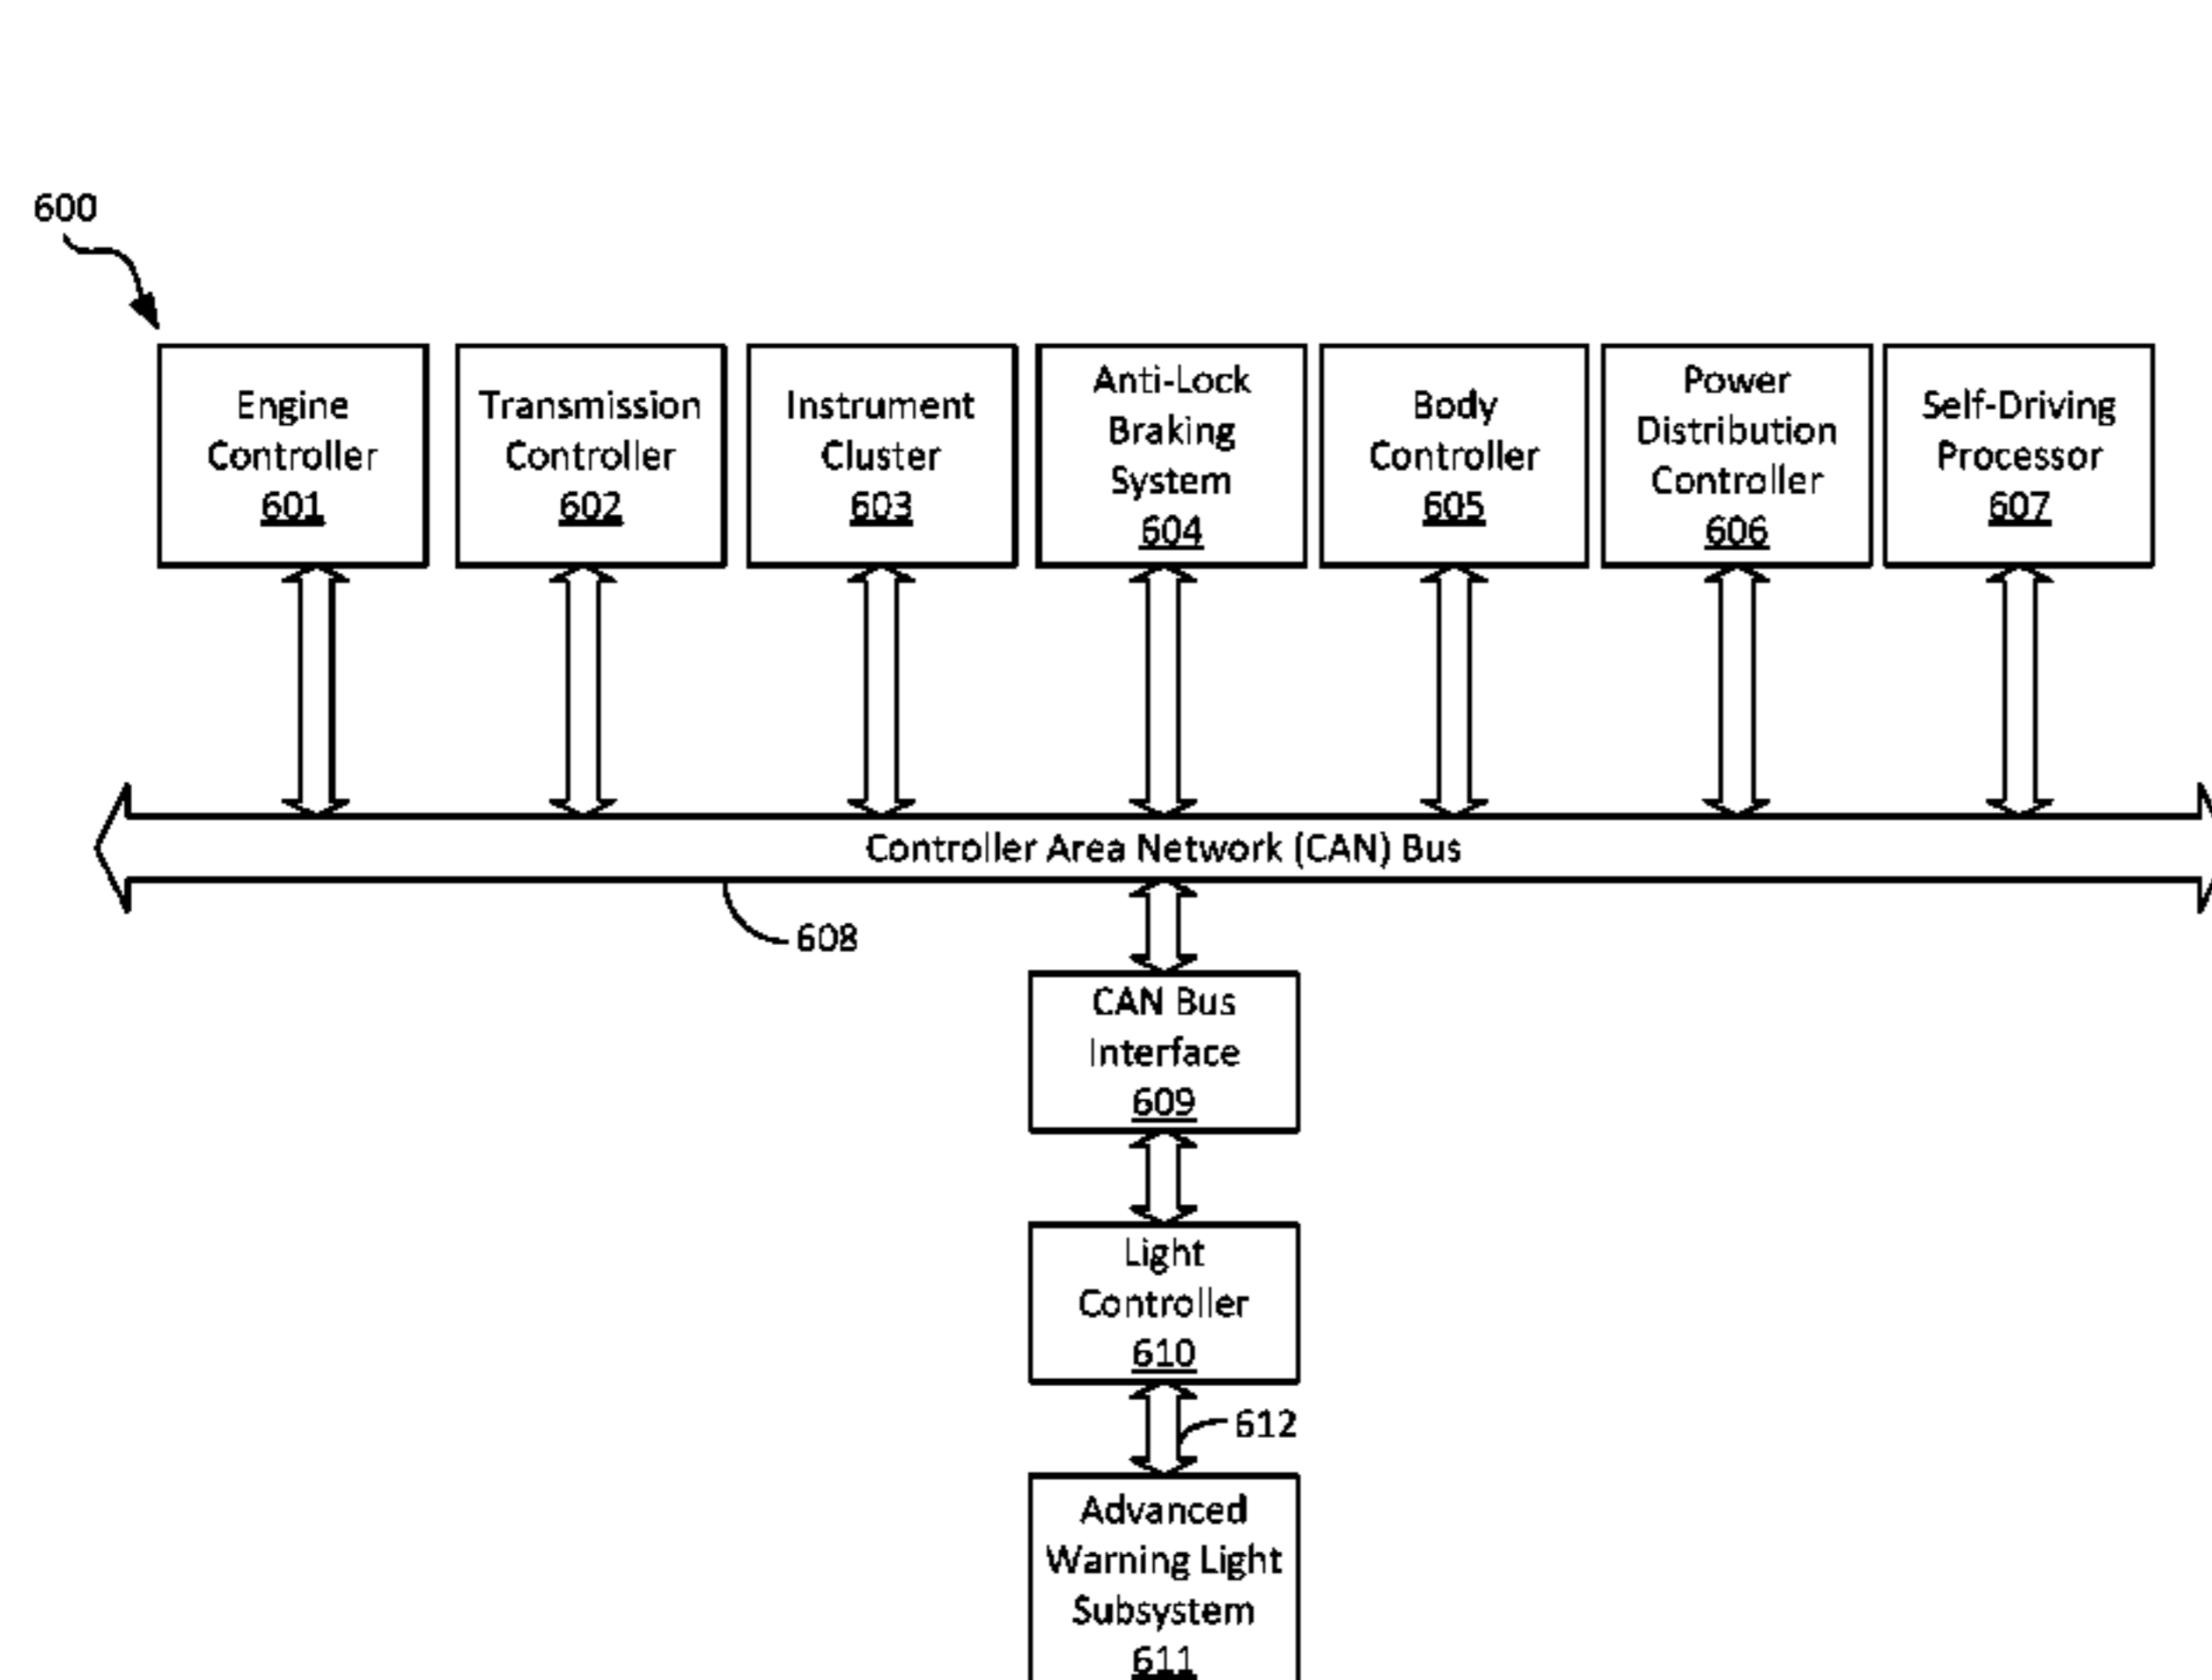 600
Engine
Controller
601
Transmission
Controller
602
Instrument
Cluster
603
Anti-Lock
Braking
System
604
Body
Controller
605
Power
Distribution
Controller
606
Self-Driving
Processor
607
Controller Area Network (CAN) Bus
608
CAN Bus
Interface
609
Light
Controller
610
612
Advanced
Warning Light
Subsystem
611